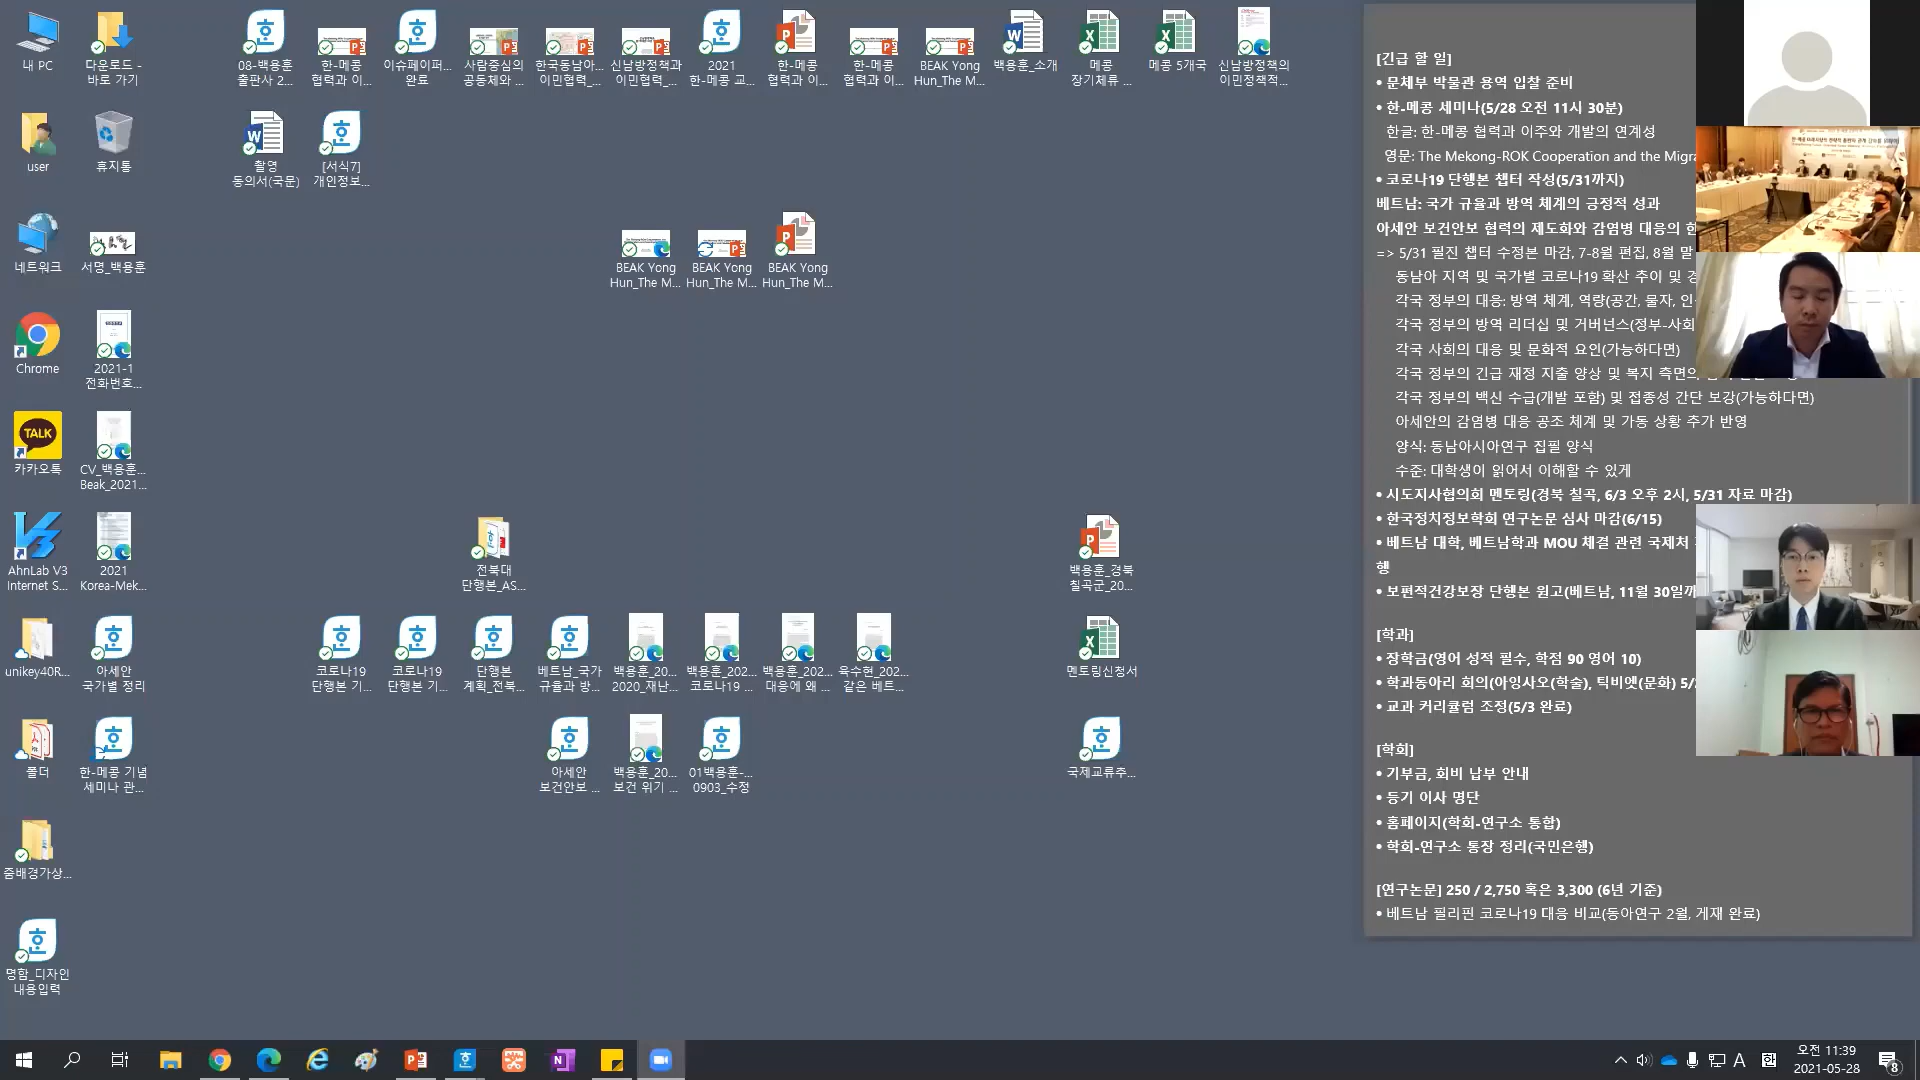 내 PC
다운로드 -
바로 가기
08-백용훈
출판사 2...
한-메콩
협력과 이...
이슈페이퍼...
완료
사람중심의
공동체와 ...
한국동남아...
이민협력_...
신남방정책과
이민협력_...
2021
한-메콩 교...
한-메콩
협력과 이...
한-메콩
협력과 이...
BEAK Yong
Hun_The M...
백용훈_소개
메콩
장기체류 ...
메콩 5개국
신남방정책의
이민정책적...
user
휴지통
촬영
동의서(국문)
[서식7]
개인정보...
네트워크
서명_백용훈
BEAK Yong
Hun_The M...
BEAK Yong
Hun_The M...
BEAK Yong
Hun_The M...
Chrome
2021-1
전화번호...
TALK
카카오톡
CV_백용훈...
Beak_2021...
AhnLab V3
Internet S...
2021
Korea-Mek...
전북대
단행본_AS...
백용훈_경북
칠곡군_20...
unikey40R...
아세안
국가별 정리
코로나19
단행본 기...
코로나19
단행본 기...
단행본
계획_전북...
베트남_국가
규율과 방...
백용훈_20...
2020_재난...
백용훈_202...
코로나19 ...
백용훈_202...
대응에 왜 ...
육수현_202...
같은 베트...
멘토링신청서
폴더
한-메콩 기념
세미나 관...
아세안
보건안보 ...
백용훈_20...
보건 위기 ...
01백용훈-...
0903_수정
국제교류추...
줌배경가상...
명함_디자인
내용입력
[긴급 할 일]
• 문체부 박물관 용역 입찰 준비
• 한-메콩 세미나(5/28 오전 11시 30분)
한글: 한-메콩 협력과 이주와 개발의 연계성
영문: The Mekong-ROK Cooperation and the Migra
• 코로나19 단행본 챕터 작성(5/31까지)
베트남: 국가 규율과 방역 체계의 긍정적 성과
아세안 보건안보 협력의 제도화와 감염병 대응의 한
=> 5/31 필진 챕터 수정본 마감, 7-8월 편집, 8월 말
동남아 지역 및 국가별 코로나19 확산 추이 및 경
각국 정부의 대응: 방역 체계, 역량(공간, 물자, 인
각국 정부의 방역 리더십 및 거버넌스(정부-사회
각국 사회의 대응 및 문화적 요인(가능하다면)
각국 정부의 긴급 재정 지출 양상 및 복지 측면의
각국 정부의 백신 수급(개발 포함) 및 접종성 간단 보강(가능하다면)
아세안의 감염병 대응 공조 체계 및 가동 상황 추가 반영
양식: 동남아시아연구 집필 양식
수준: 대학생이 읽어서 이해할 수 있게
• 시도지사협의회 멘토링(경북 칠곡, 6/3 오후 2시, 5/31 자료 마감)
• 한국정치정보학회 연구논문 심사 마감(6/15)
• 베트남 대학, 베트남학과 MOU 체결 관련 국제처
행
• 보편적건강보장 단행본 원고(베트남, 11월 30일까
[학과]
• 장학금(영어 성적 필수, 학점 90 영어 10)
• 학과동아리 회의(아잉사오(학술), 틱비엣(문화) 5/
• 교과 커리큘럼 조정(5/3 완료)
[학회]
• 기부금, 회비 납부 안내
• 등기 이사 명단
• 홈페이지(학회-연구소 통합)
• 학회-연구소 통장 정리(국민은행)
[연구논문] 250 / 2,750 혹은 3,300 (6년 기준)
• 베트남 필리핀 코로나19 대응 비교(동아연구 2월, 게재 완료)
A
한
오전 11:39
2021-05-28
8